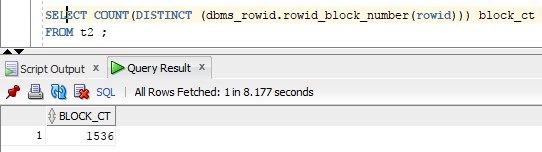 SELECT COUNT(DISTINCT (dbms_rowid.rowid_block_number(rowid))) block_ct
FROM t2 ;
Script Output x Query Result x
SQL | All Rows Fetched: 1 in 8.177 seconds
BLOCK_CT
1 1536